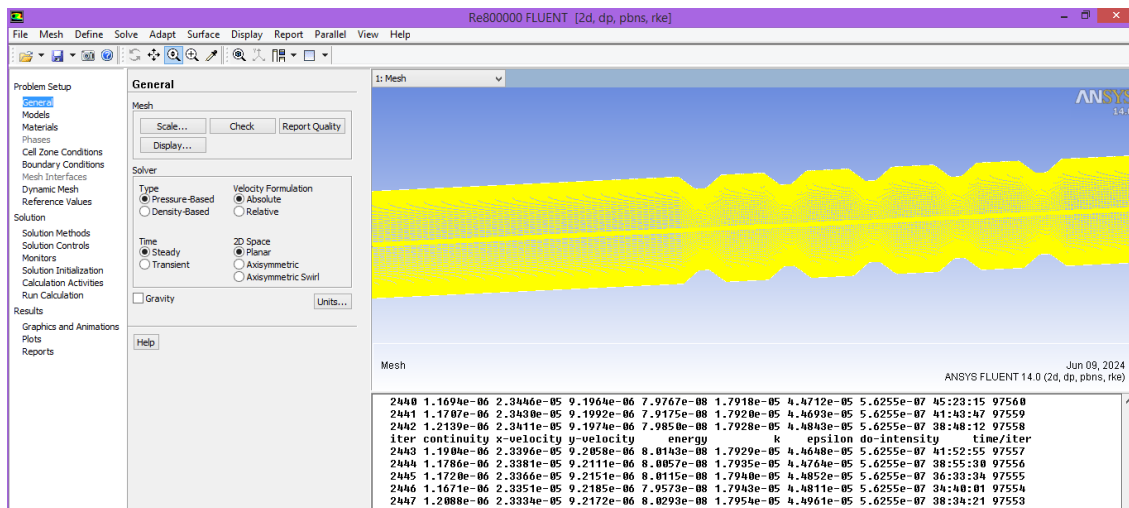 Re800000 FLUENT [2d, dp, pbns, rke]
File Mesh Define Solve Adapt Surface Display Report Parallel View Help
Problem Setup
General
Models
Materials
Phases
Cell Zone Conditions
Boundary Conditions
Mesh Interfaces
Dynamic Mesh
Reference Values
Solution
Solution Methods
Solution Controls
Monitors
Solution Initialization
Calculation Activities
Run Calculation
Results
Graphics and Animations
Plots
Reports
General
Mesh
Scale... Check Report Quality
Display...
Solver
Type Velocity Formulation
Pressure-Based Absolute
Density-Based Relative
Time 2D Space
Steady Planar
Transient Axisymmetric
Axisymmetric Swirl
Gravity Units...
Help
1: Mesh
ANSYS
14.0
Mesh Jun 09, 2024
ANSYS FLUENT 14.0 (2d, dp, pbns, rke)
2440 1.1694e-06 2.3446e-05 9.1964e-06 7.9767e-08 1.7918e-05 4.4712e-05 5.6255e-07 45:23:15 97560
2441 1.1707e-06 2.3430e-05 9.1992e-06 7.9175e-08 1.7920e-05 4.4693e-05 5.6255e-07 41:43:47 97559
2442 1.2139e-06 2.3411e-05 9.1974e-06 7.9850e-08 1.7928e-05 4.4843e-05 5.6255e-07 38:48:12 97558
iter continuity x-velocity y-velocity energy k epsilon do-intensity time/iter
2443 1.1904e-06 2.3396e-05 9.2058e-06 8.0143e-08 1.7929e-05 4.4648e-05 5.6255e-07 41:52:55 97557
2444 1.1786e-06 2.3381e-05 9.2111e-06 8.0057e-08 1.7935e-05 4.4764e-05 5.6255e-07 38:55:30 97556
2445 1.1720e-06 2.3366e-05 9.2151e-06 8.0115e-08 1.7940e-05 4.4852e-05 5.6255e-07 36:33:34 97555
2446 1.1671e-06 2.3351e-05 9.2185e-06 7.9573e-08 1.7943e-05 4.4811e-05 5.6255e-07 34:40:01 97554
2447 1.2088e-06 2.3334e-05 9.2172e-06 8.0293e-08 1.7954e-05 4.4961e-05 5.6255e-07 38:34:21 97553